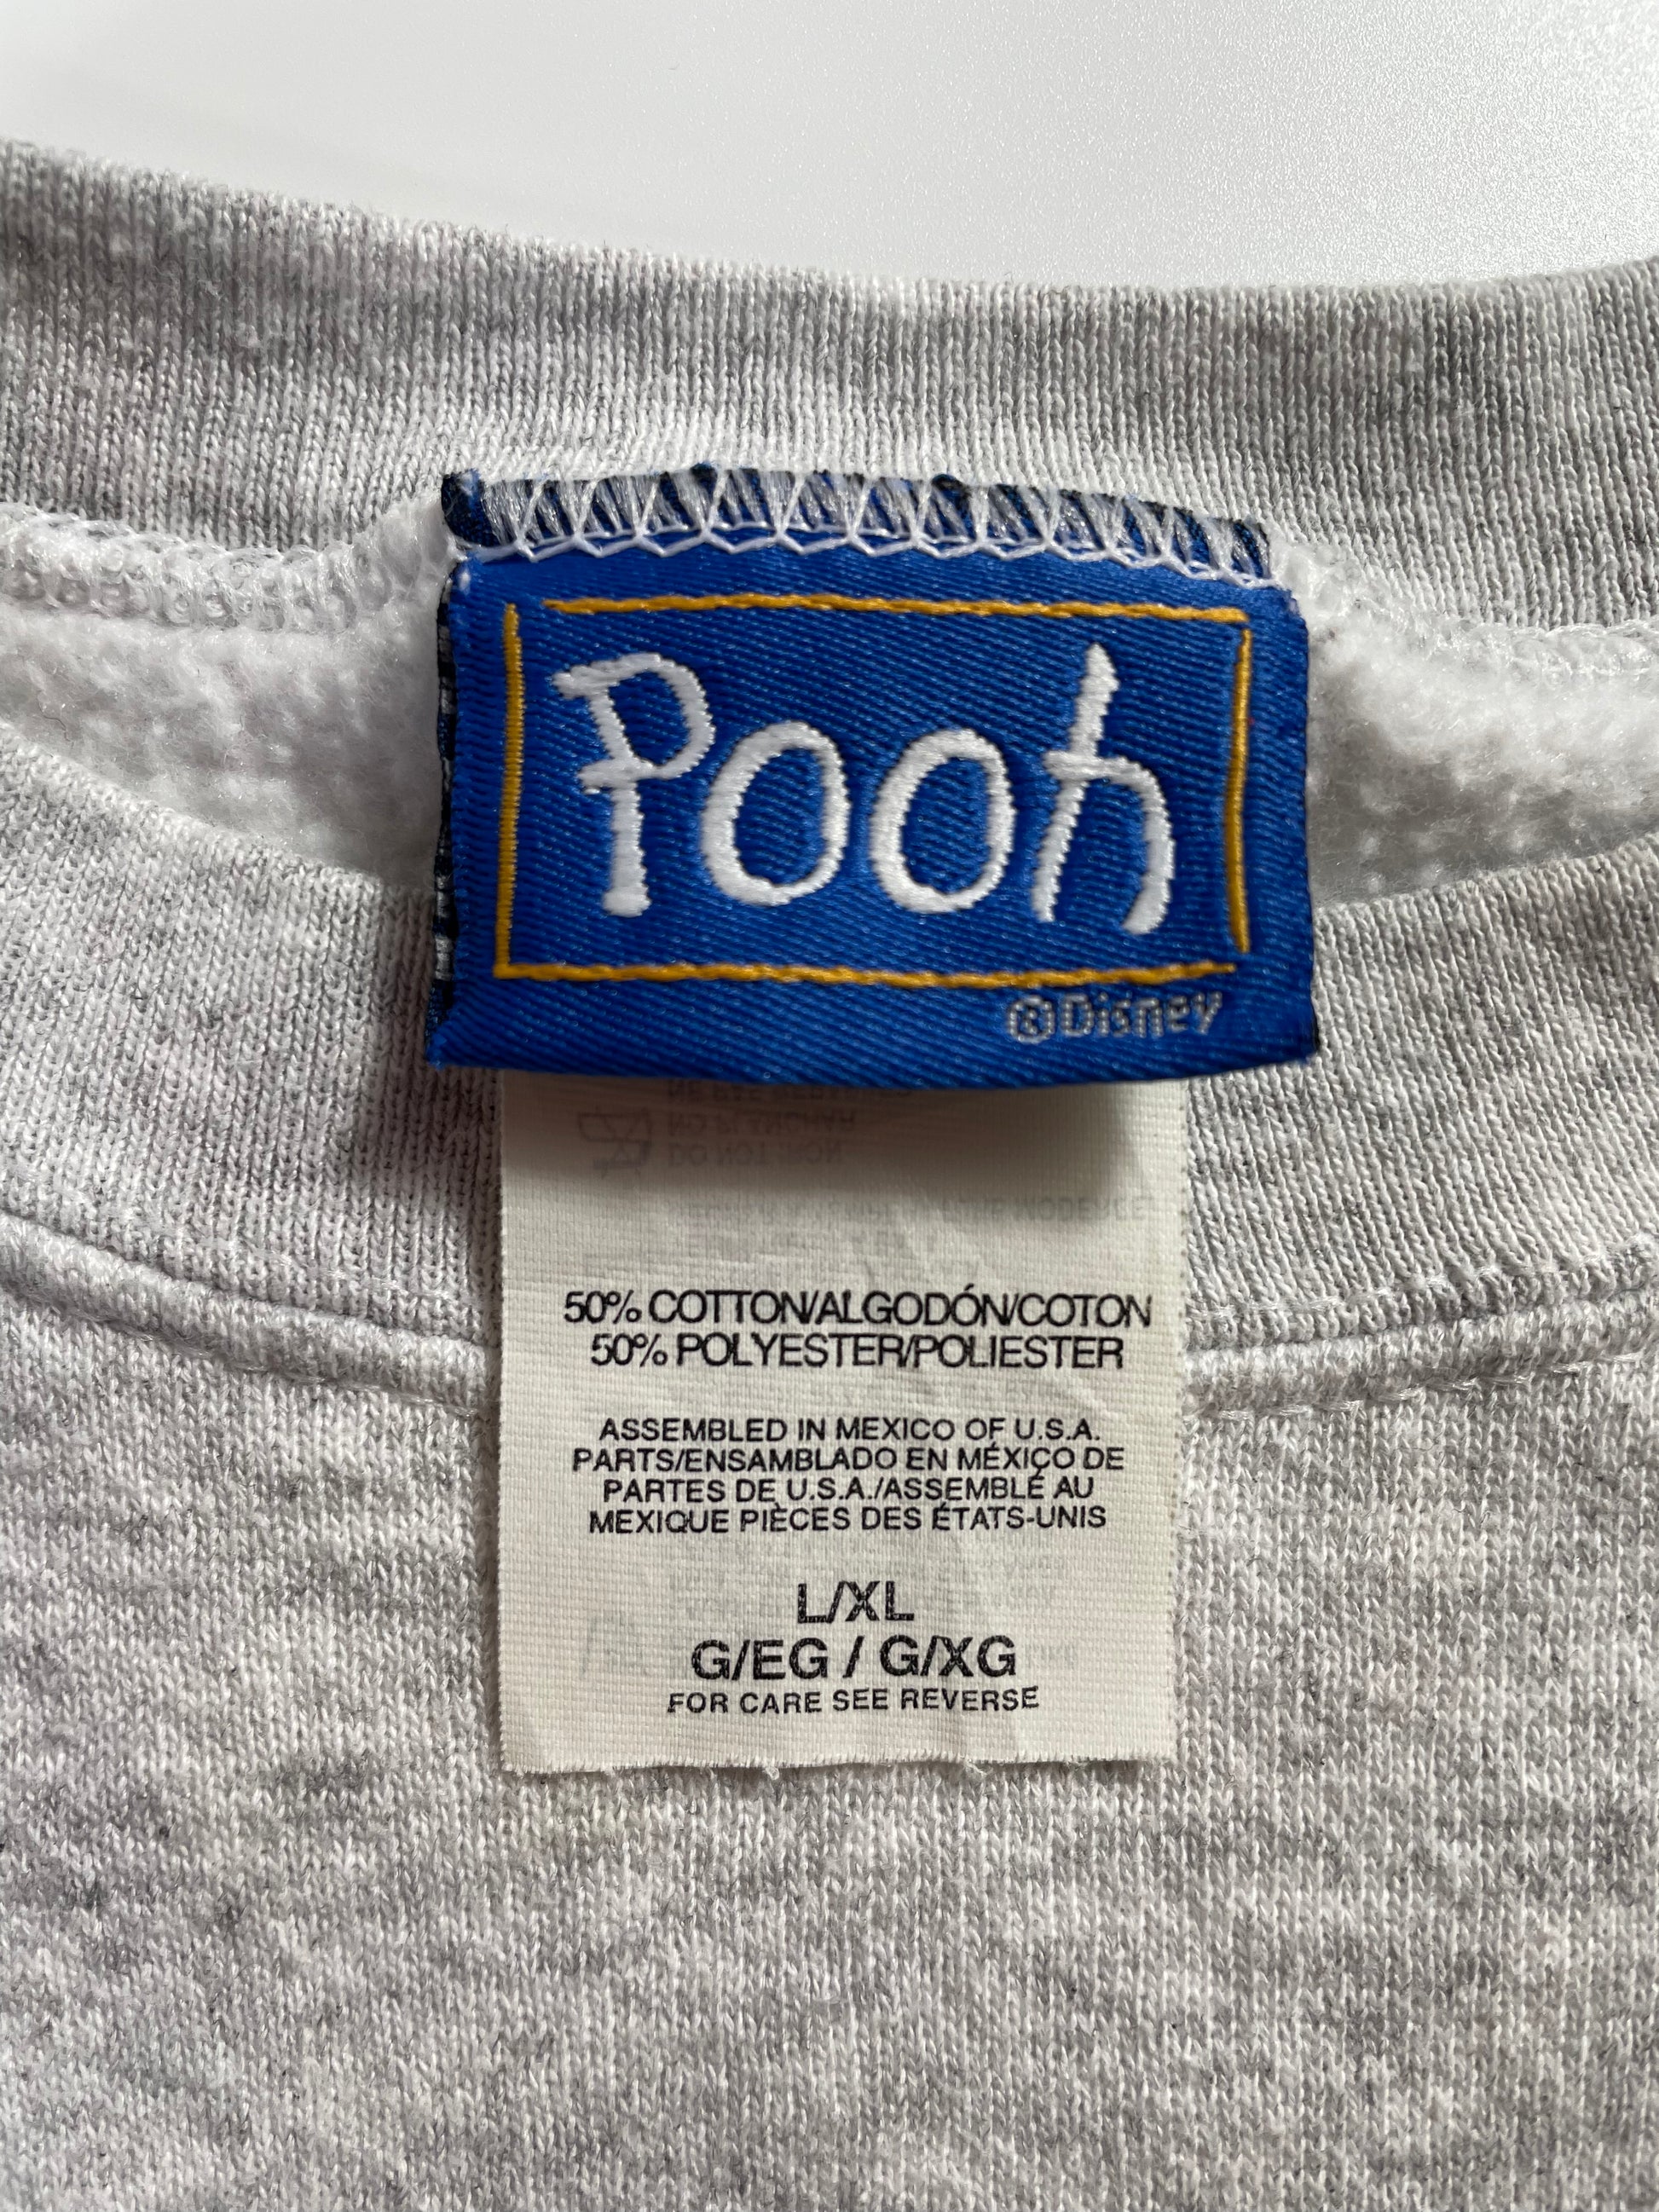 Pooh
®Disney
50% COTTON/ALGODÓN/COTON
50% POLYESTER/POLIESTER
ASSEMBLED IN MEXICO OF U.S.A.
PARTS/ENSAMBLADO EN MÉXICO DE
PARTES DE U.S.A./ASSEMBLÉ AU
MEXIQUE PIÈCES DES ÉTATS-UNIS
L/XL
G/EG / G/XG
FOR CARE SEE REVERSE